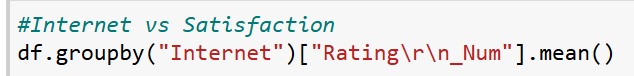 #Internet vs Satisfaction
df.groupby("Internet")["Rating\r\n_Num"].mean()